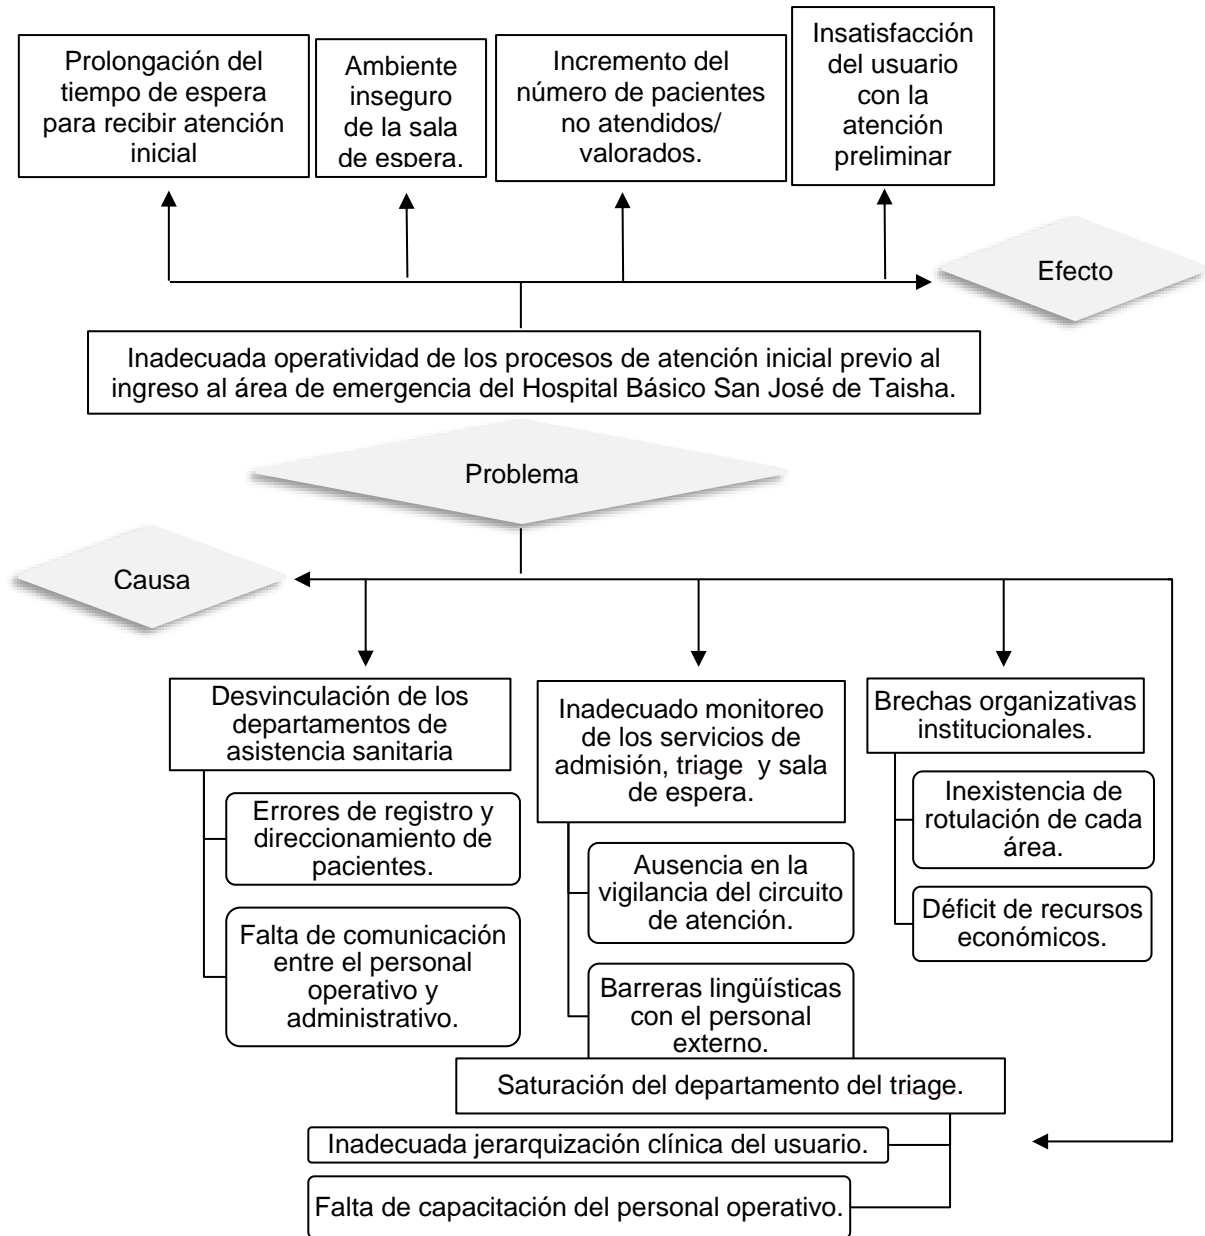 Prolongación del
tiempo de espera
para recibir atención
inicial
Ambiente
inseguro
de la sala
de espera.
Incremento del
número de pacientes
no atendidos/
valorados.
Insatisfacción
del usuario
con la
atención
preliminar
Efecto
Inadecuada operatividad de los procesos de atención inicial previo al
ingreso al área de emergencia del Hospital Básico San José de Taisha.
Problema
Causa
Desvinculación de los
departamentos de
asistencia sanitaria
Errores de registro y
direccionamiento de
pacientes.
Falta de comunicación
entre el personal
operativo y
administrativo.
Inadecuado monitoreo
de los servicios de
admisión, triage y sala
de espera.
Ausencia en la
vigilancia del circuito
de atención.
Barreras lingüísticas
con el personal
externo.
Brechas organizativas
institucionales.
Inexistencia de
rotulación de cada
área.
Déficit de recursos
económicos.
Saturación del departamento del triage.
Inadecuada jerarquización clínica del usuario.
Falta de capacitación del personal operativo.